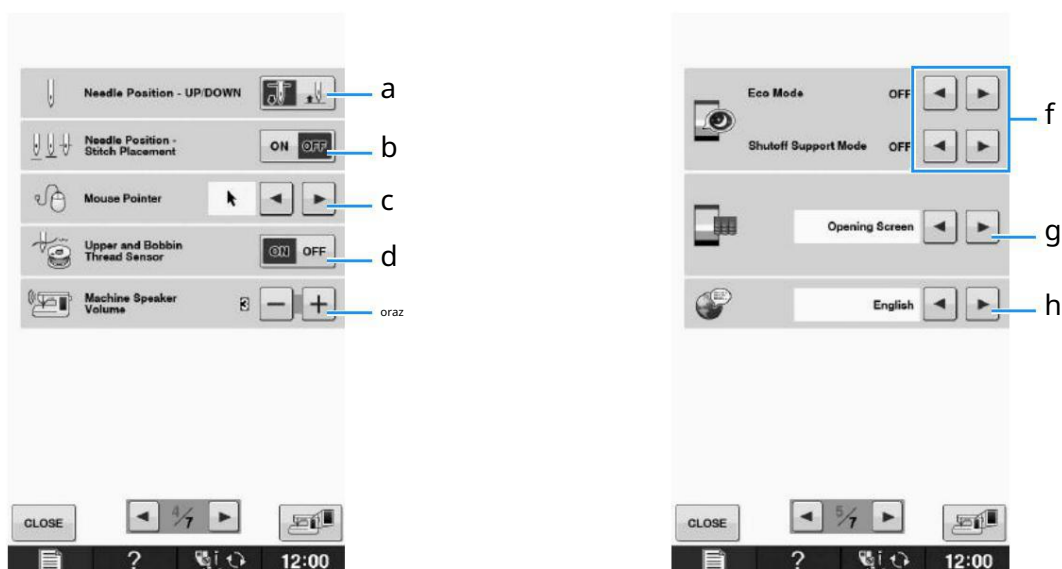 Needle Position - UP/DOWN
a
Needle Position -
Stitch Placement
ON OFF
b
Mouse Pointer
c
Upper and Bobbin
Thread Sensor
ON OFF
d
Machine Speaker
Volume
3
- +
oraz
CLOSE
4/7
? i 12:00
Eco Mode
OFF
Shutoff Support Mode
OFF
f
Opening Screen
g
English
h
CLOSE
5/7
? i 12:00